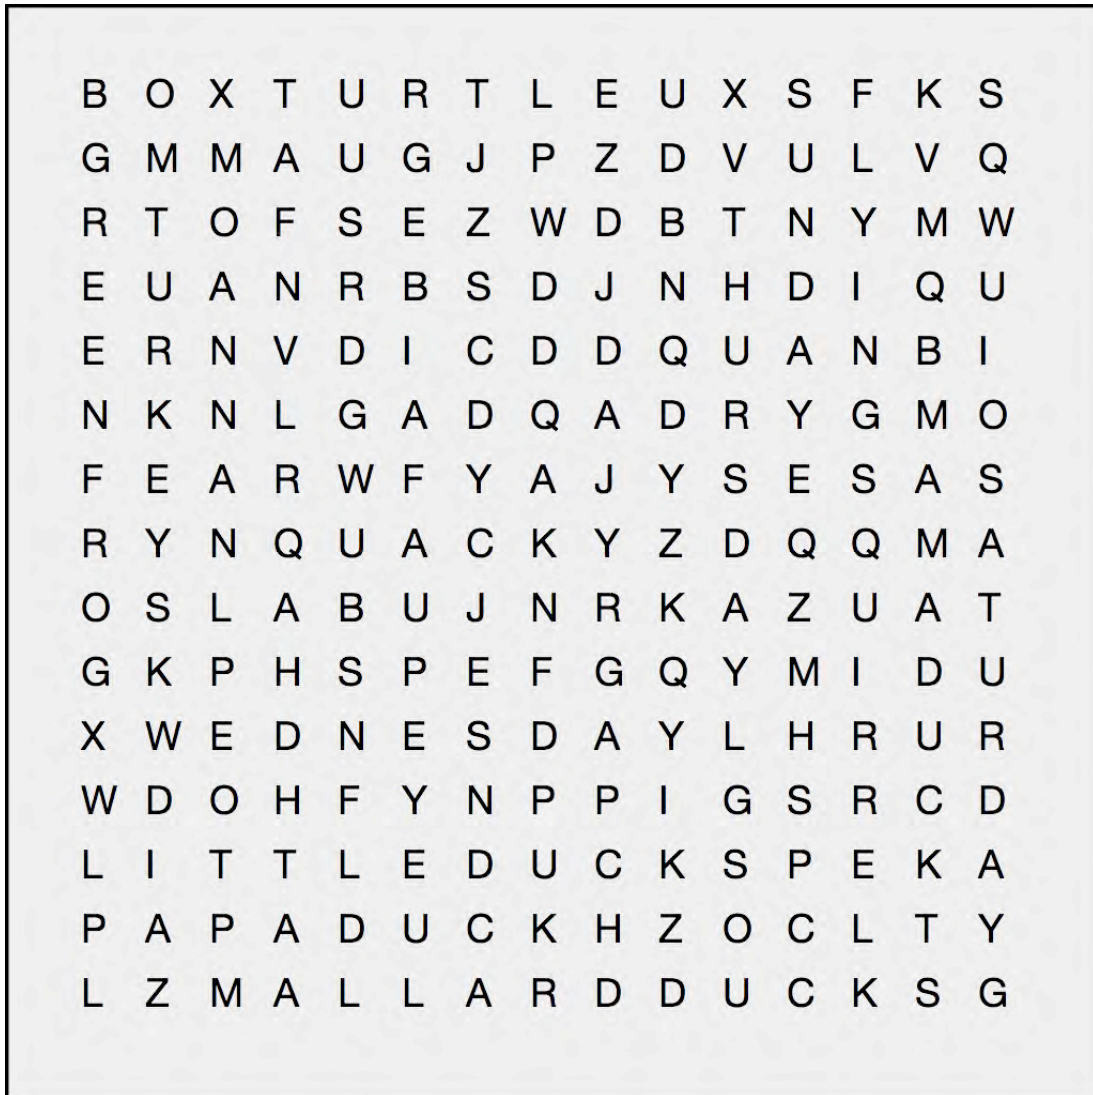 B O X T U R T L E U X S F K S
G M M A U G J P Z D V U L V Q
R T O F S E Z W D B T N Y M W
E U A N R B S D J N H D I Q U
E R N V D I C D D Q U A N B I
N K N L G A D Q A D R Y G M O
F E A R W F Y A J Y S E S A S
R Y N Q U A C K Y Z D Q Q M A
O S L A B U J N R K A Z U A T
G K P H S P E F G Q Y M I D U
X W E D N E S D A Y L H R U R
W D O H F Y N P P I G S R C D
L I T T L E D U C K S P E K A
P A P A D U C K H Z O C L T Y
L Z M A L L A R D D U C K S G